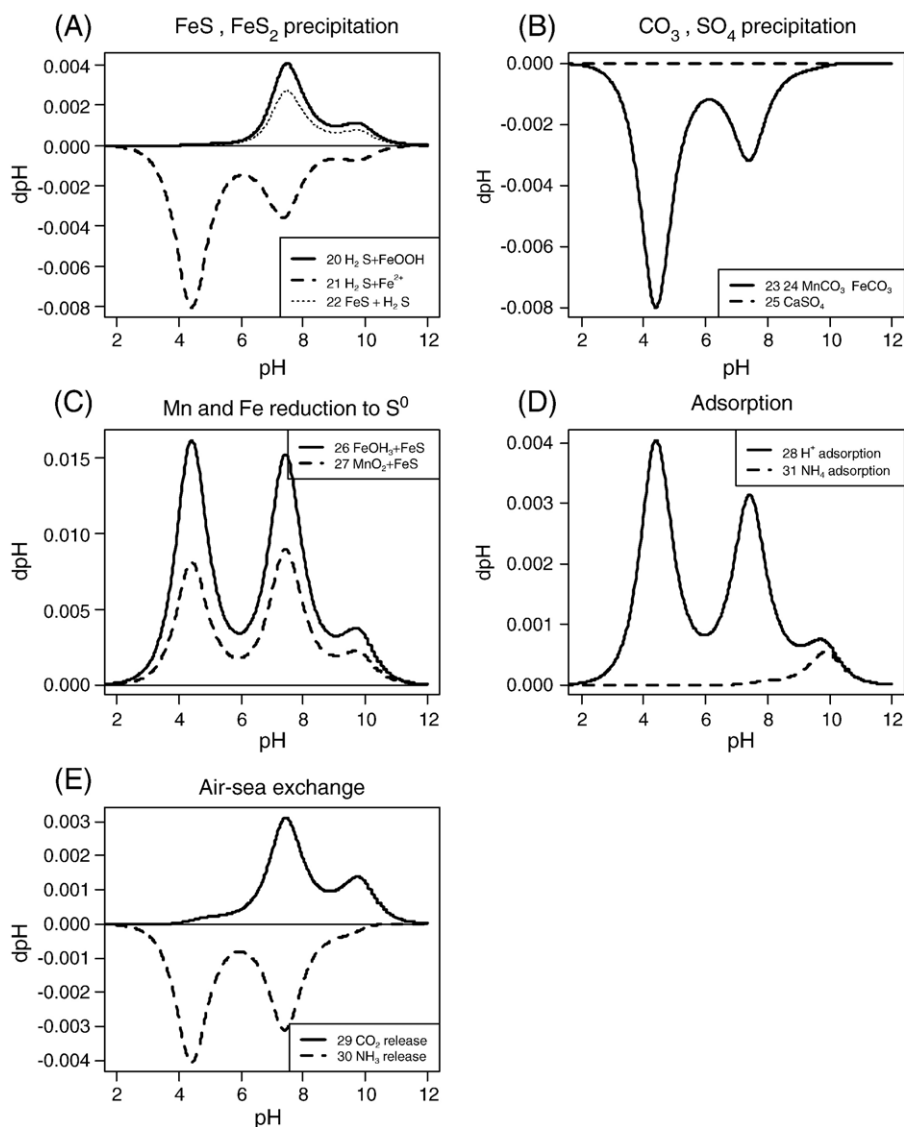 (A) FeS , FeS₂ precipitation
0.004
0.002
0.000
-0.002
-0.004
-0.006
-0.008
dpH
20 H₂ S+FeOOH
21 H₂ S+Fe²⁺
22 FeS + H₂ S
2 4 6 8 10 12
pH
(B) CO₃ , SO₄ precipitation
0.000
-0.002
-0.004
-0.006
-0.008
dpH
23 24 MnCO₃ FeCO₃
25 CaSO₄
2 4 6 8 10 12
pH
(C) Mn and Fe reduction to S⁰
0.015
0.010
0.005
0.000
dpH
26 FeOH₃+FeS
27 MnO₂+FeS
2 4 6 8 10 12
pH
(D) Adsorption
0.004
0.003
0.002
0.001
0.000
dpH
28 H⁺ adsorption
31 NH₄ adsorption
2 4 6 8 10 12
pH
(E) Air-sea exchange
0.003
0.002
0.001
0.000
-0.001
-0.002
-0.003
-0.004
dpH
29 CO₂ release
30 NH₃ release
2 4 6 8 10 12
pH